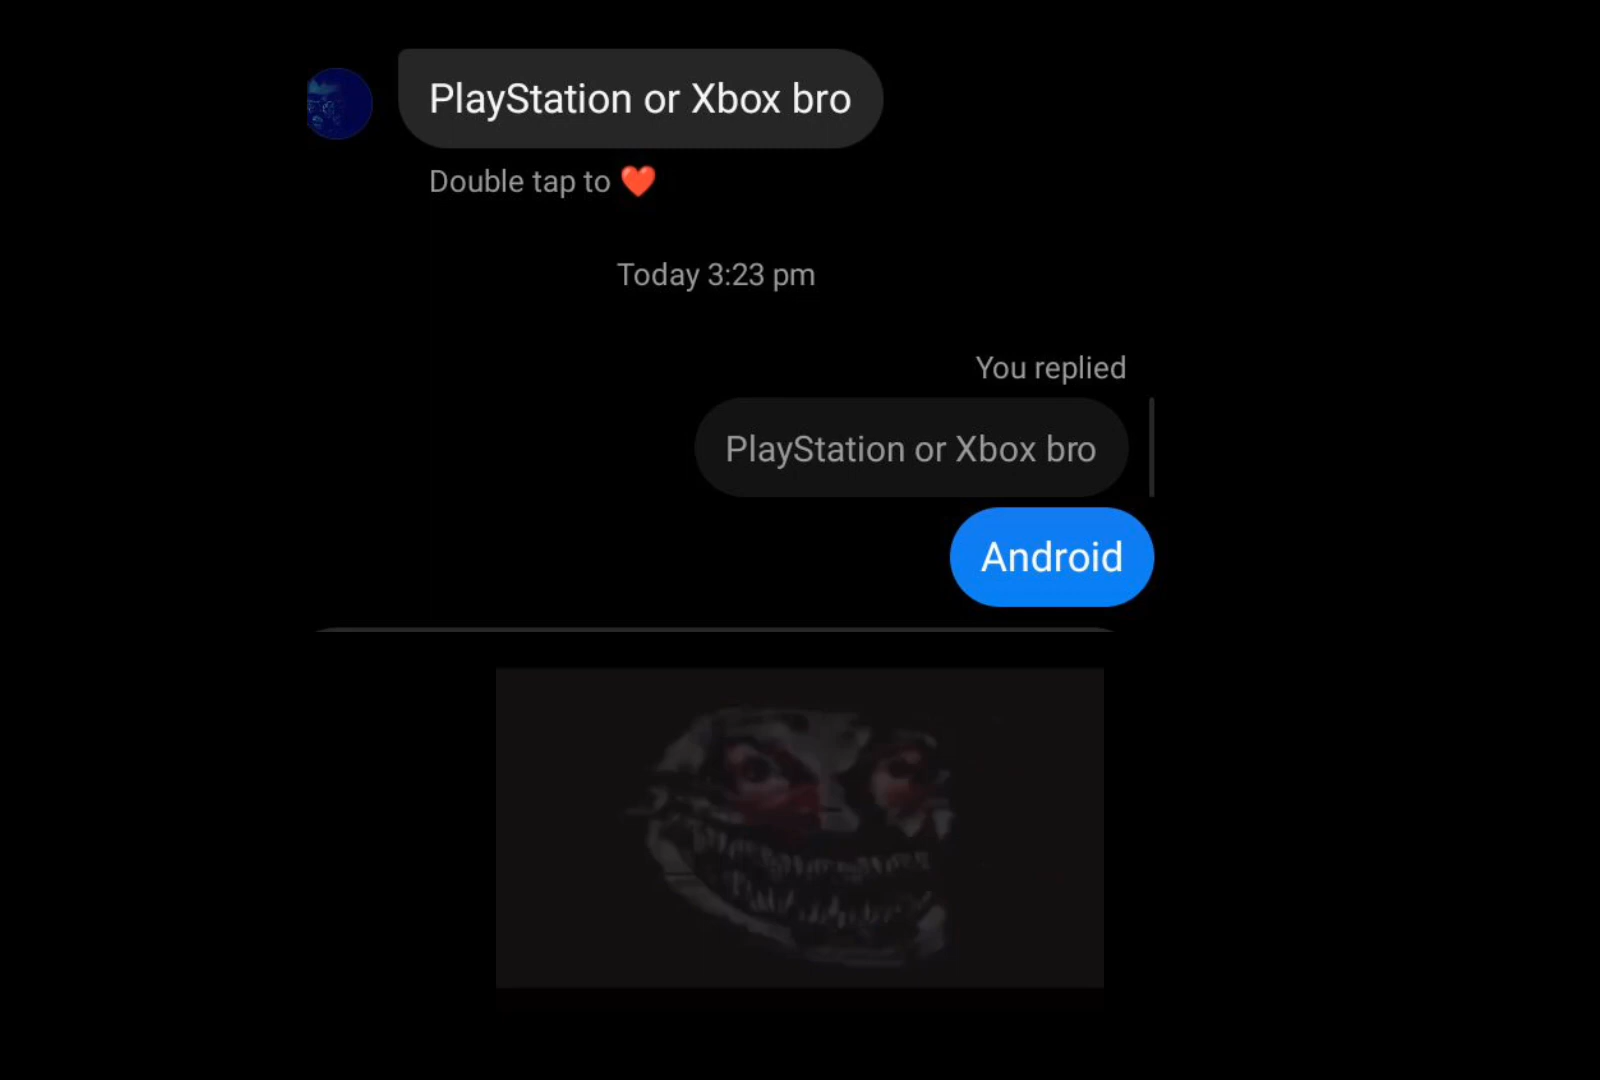 PlayStation or Xbox bro
Double tap to ❤️
Today 3:23 pm
You replied
PlayStation or Xbox bro
Android